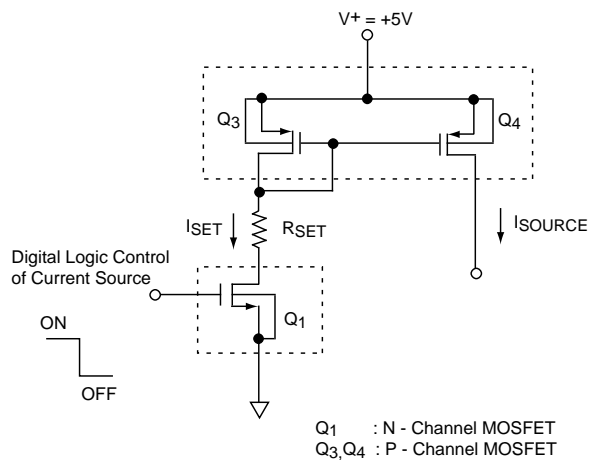 V+ = +5V
Q3
Q4
ISET
RSET
ISOURCE
Digital Logic Control
of Current Source
Q1
ON
OFF
Q1 : N - Channel MOSFET
Q3,Q4 : P - Channel MOSFET